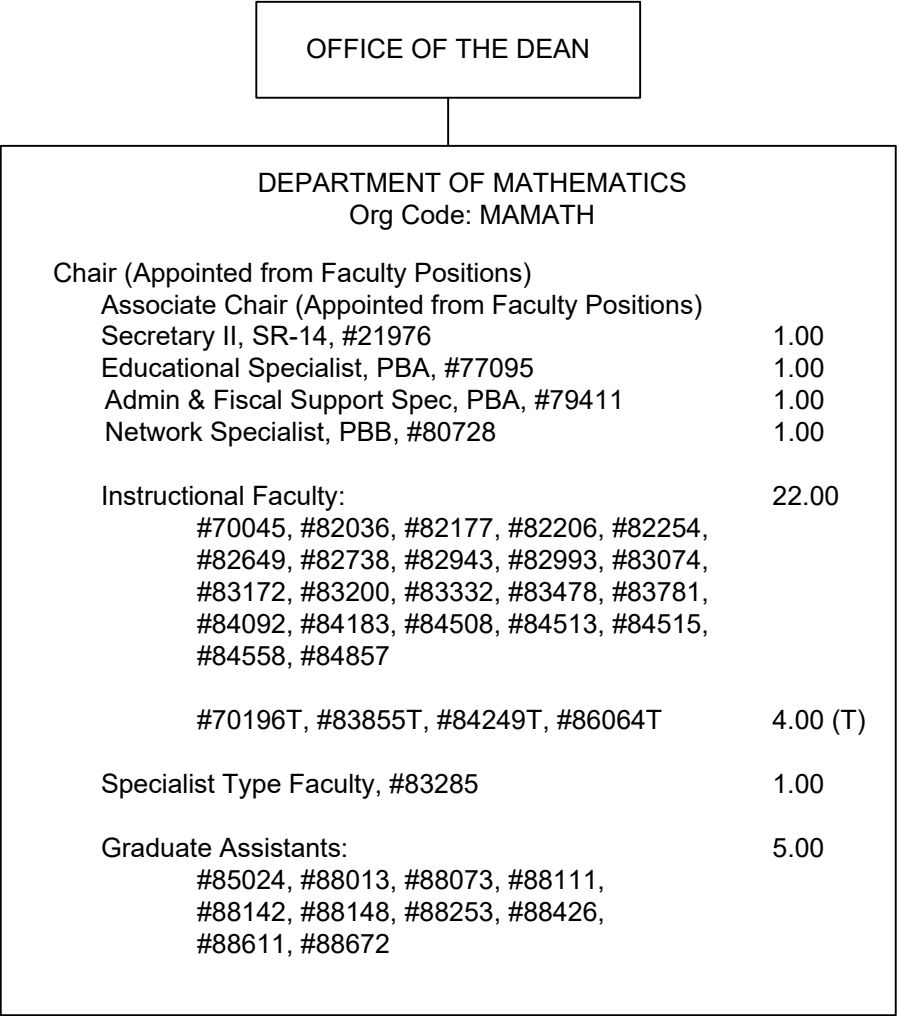 OFFICE OF THE DEAN
DEPARTMENT OF MATHEMATICS
Org Code: MAMATH
Chair (Appointed from Faculty Positions)
Associate Chair (Appointed from Faculty Positions)
Secretary II, SR-14, #21976 1.00
Educational Specialist, PBA, #77095 1.00
Admin & Fiscal Support Spec, PBA, #79411 1.00
Network Specialist, PBB, #80728 1.00
Instructional Faculty: 22.00
#70045, #82036, #82177, #82206, #82254,
#82649, #82738, #82943, #82993, #83074,
#83172, #83200, #83332, #83478, #83781,
#84092, #84183, #84508, #84513, #84515,
#84558, #84857
#70196T, #83855T, #84249T, #86064T 4.00 (T)
Specialist Type Faculty, #83285 1.00
Graduate Assistants: 5.00
#85024, #88013, #88073, #88111,
#88142, #88148, #88253, #88426,
#88611, #88672